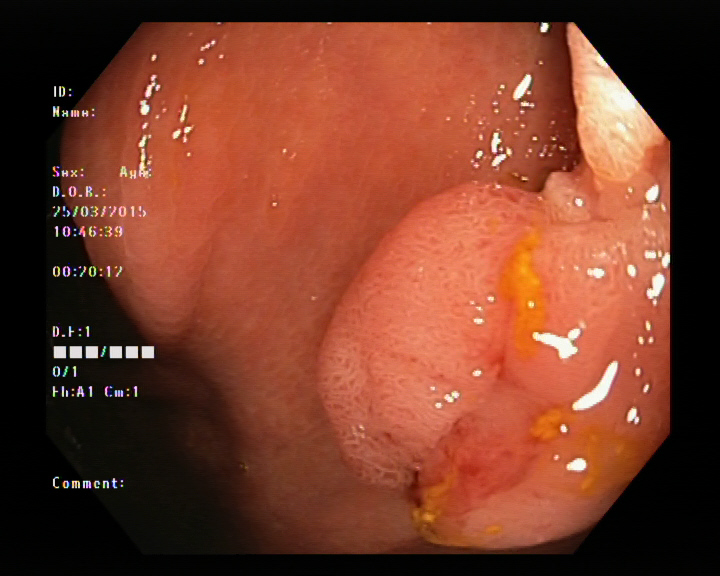 ID:
Name:
Sex: Age:
D.O.B.:
25/03/2015
10:46:39
00:20:12
D.F:1
■■■/■■■
0/1
Eh:A1 Cm:1
Comment: